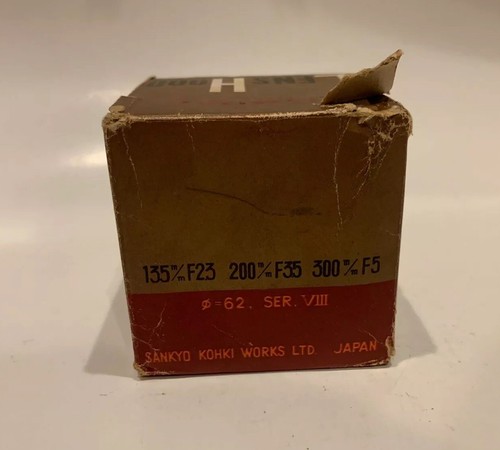 H
135 m/m F2.3 200 m/m F3.5 300 m/m F5
ø=62. SER. VIII
SANKYO KOHKI WORKS LTD. JAPAN